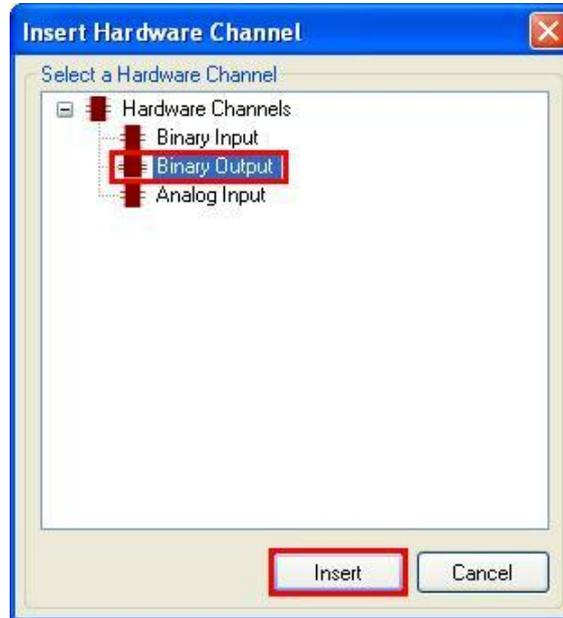 Insert Hardware Channel
Select a Hardware Channel
Hardware Channels
Binary Input
Binary Output
Analog Input
Insert Cancel